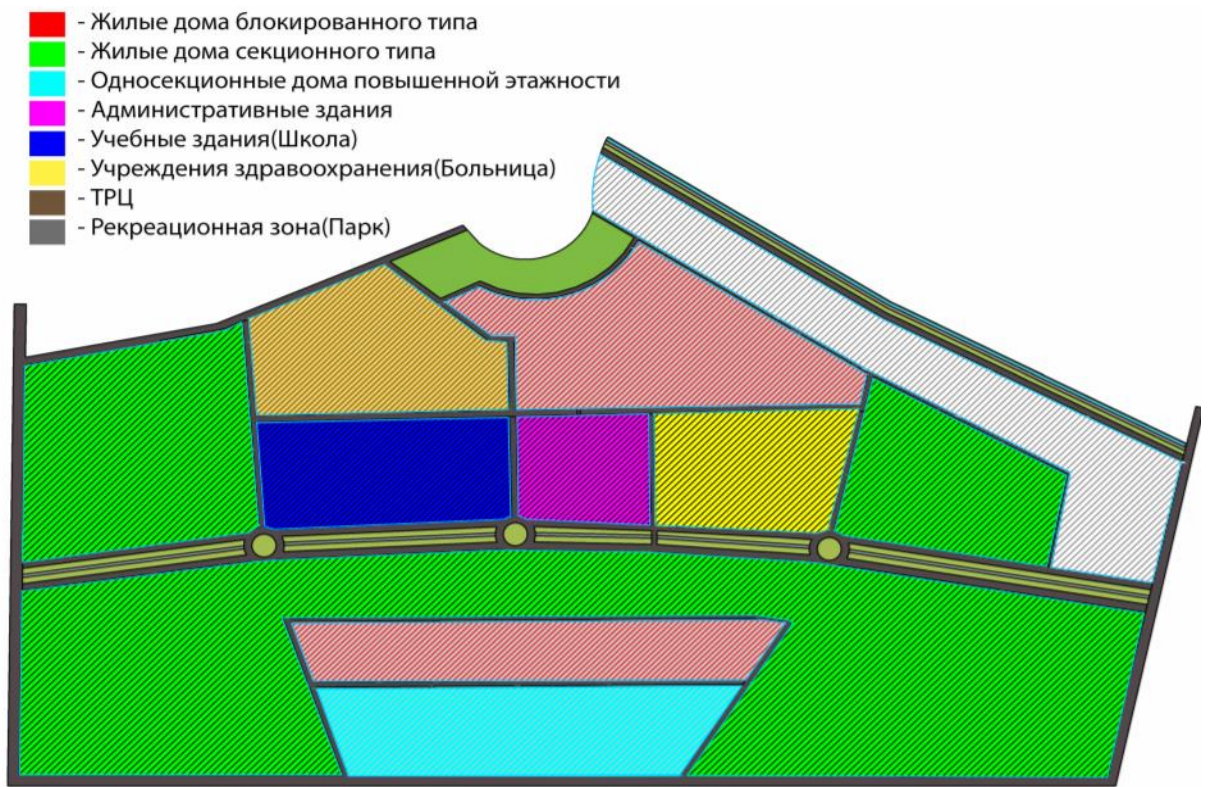 - Жилые дома блокированного типа
- Жилые дома секционного типа
- Односекционные дома повышенной этажности
- Административные здания
- Учебные здания(Школа)
- Учреждения здравоохранения(Больница)
- ТРЦ
- Рекреационная зона(Парк)